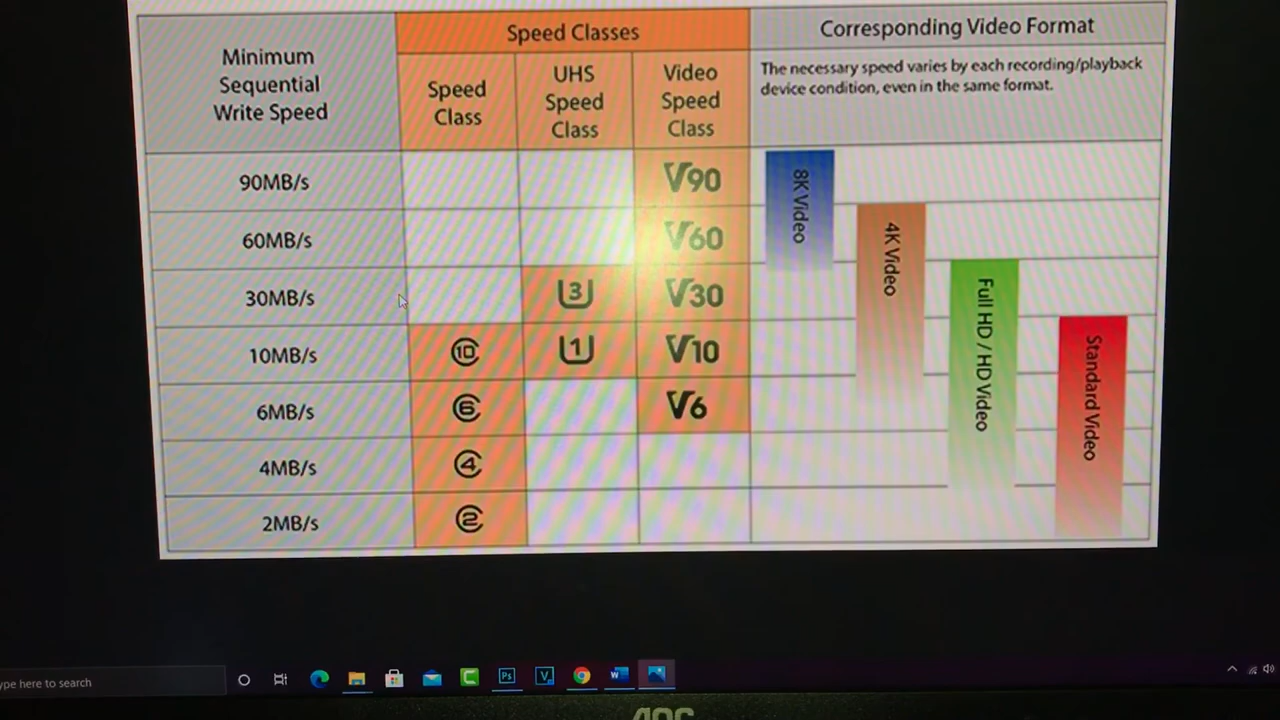 Minimum
Sequential
Write Speed
Speed Classes
Speed
Class
UHS
Speed
Class
Video
Speed
Class
Corresponding Video Format
The necessary speed varies by each recording/playback
device condition, even in the same format.
90MB/s
V90
60MB/s
V60
30MB/s
3
V30
10MB/s
10
1
V10
6MB/s
6
V6
4MB/s
4
2MB/s
2
8K Video
4K Video
Full HD / HD Video
Standard Video
ype here to search
Ps
W
AOC